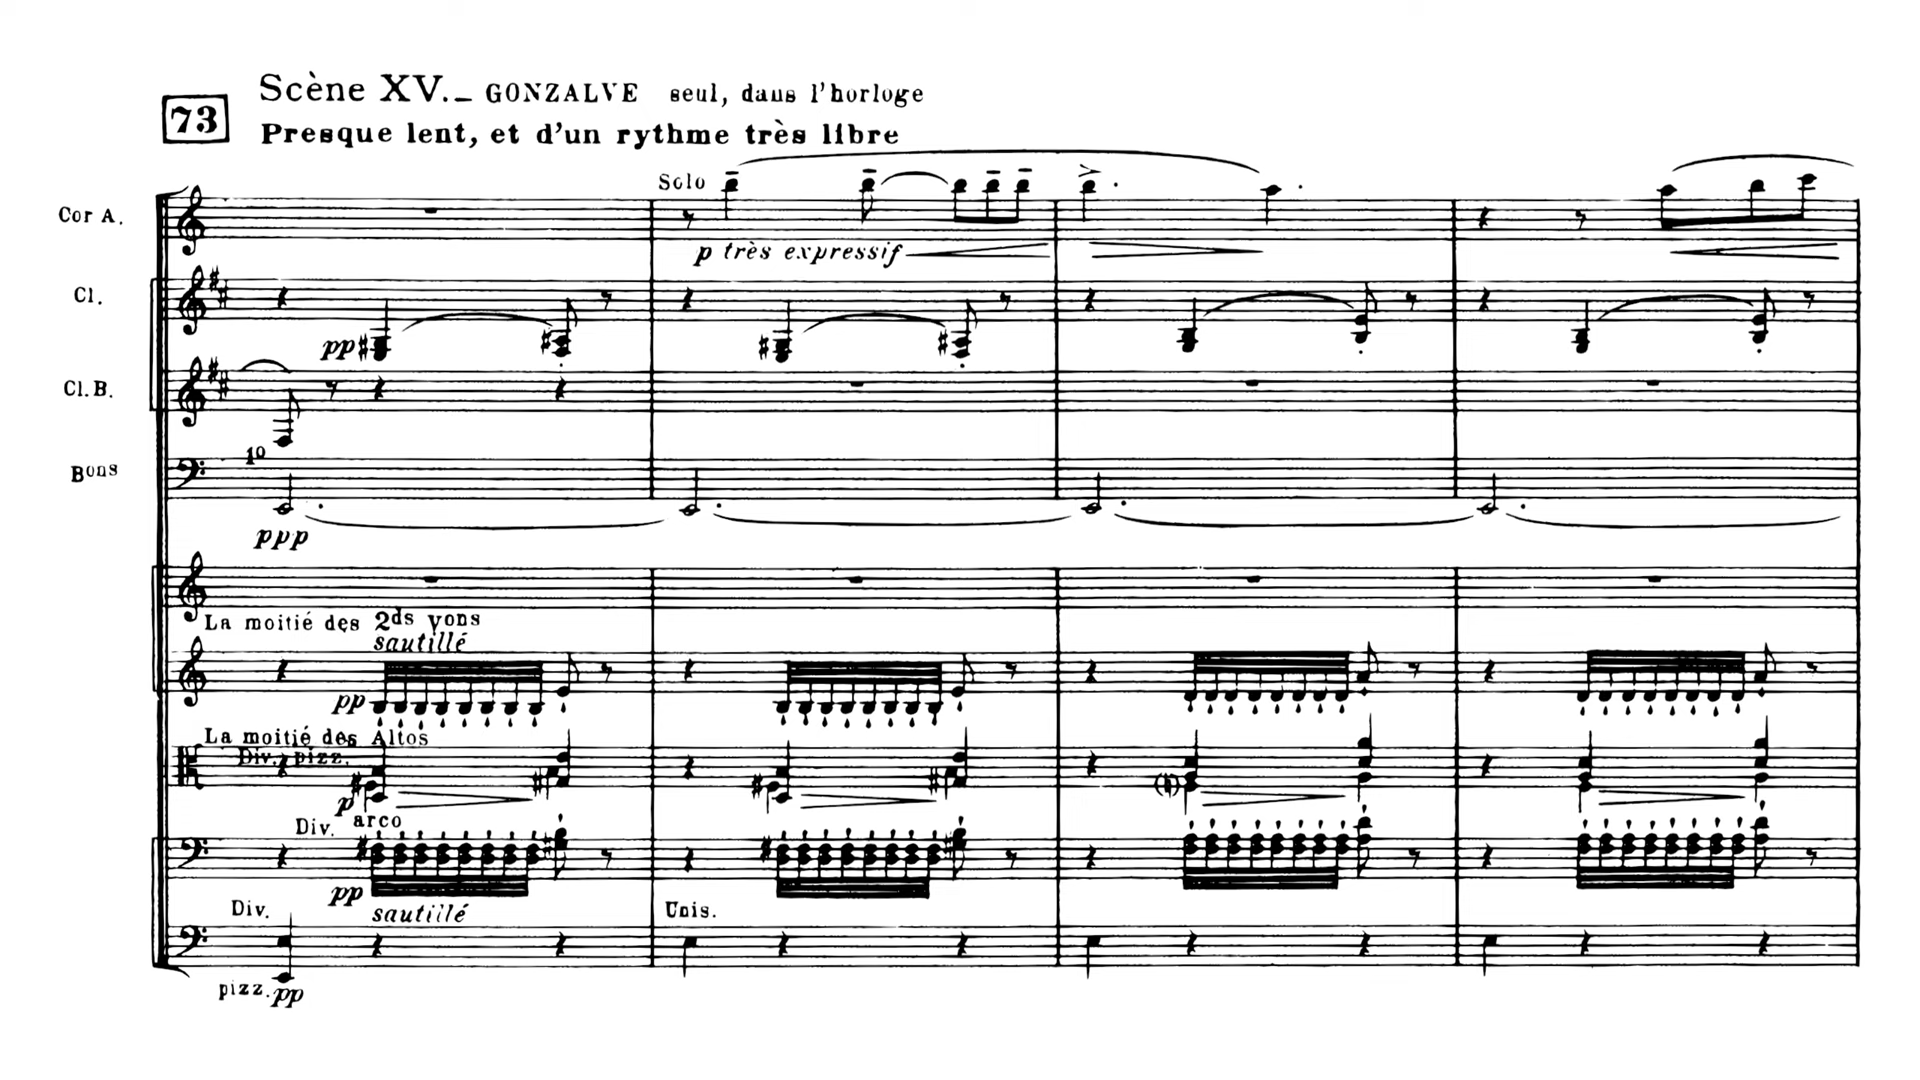 73
Scène XV._ GONZALVE seul, dans l'horloge
Presque lent, et d'un rythme très libre
Cor A.
Solo
p très expressif
Cl.
pp
Cl. B.
Bons
1º
ppp
La moitié des 2ds vons
sautillé
pp
La moitié des Altos
Div. pizz.
p
Div. arco
pp
sautillé
Div.
Unis.
pizz. pp